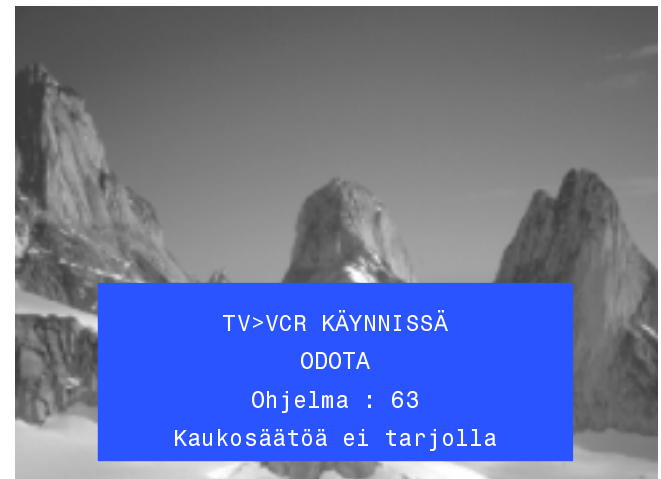 TV>VCR KÄYNNISSÄ
ODOTA
Ohjelma : 63
Kaukosäätöä ei tarjolla